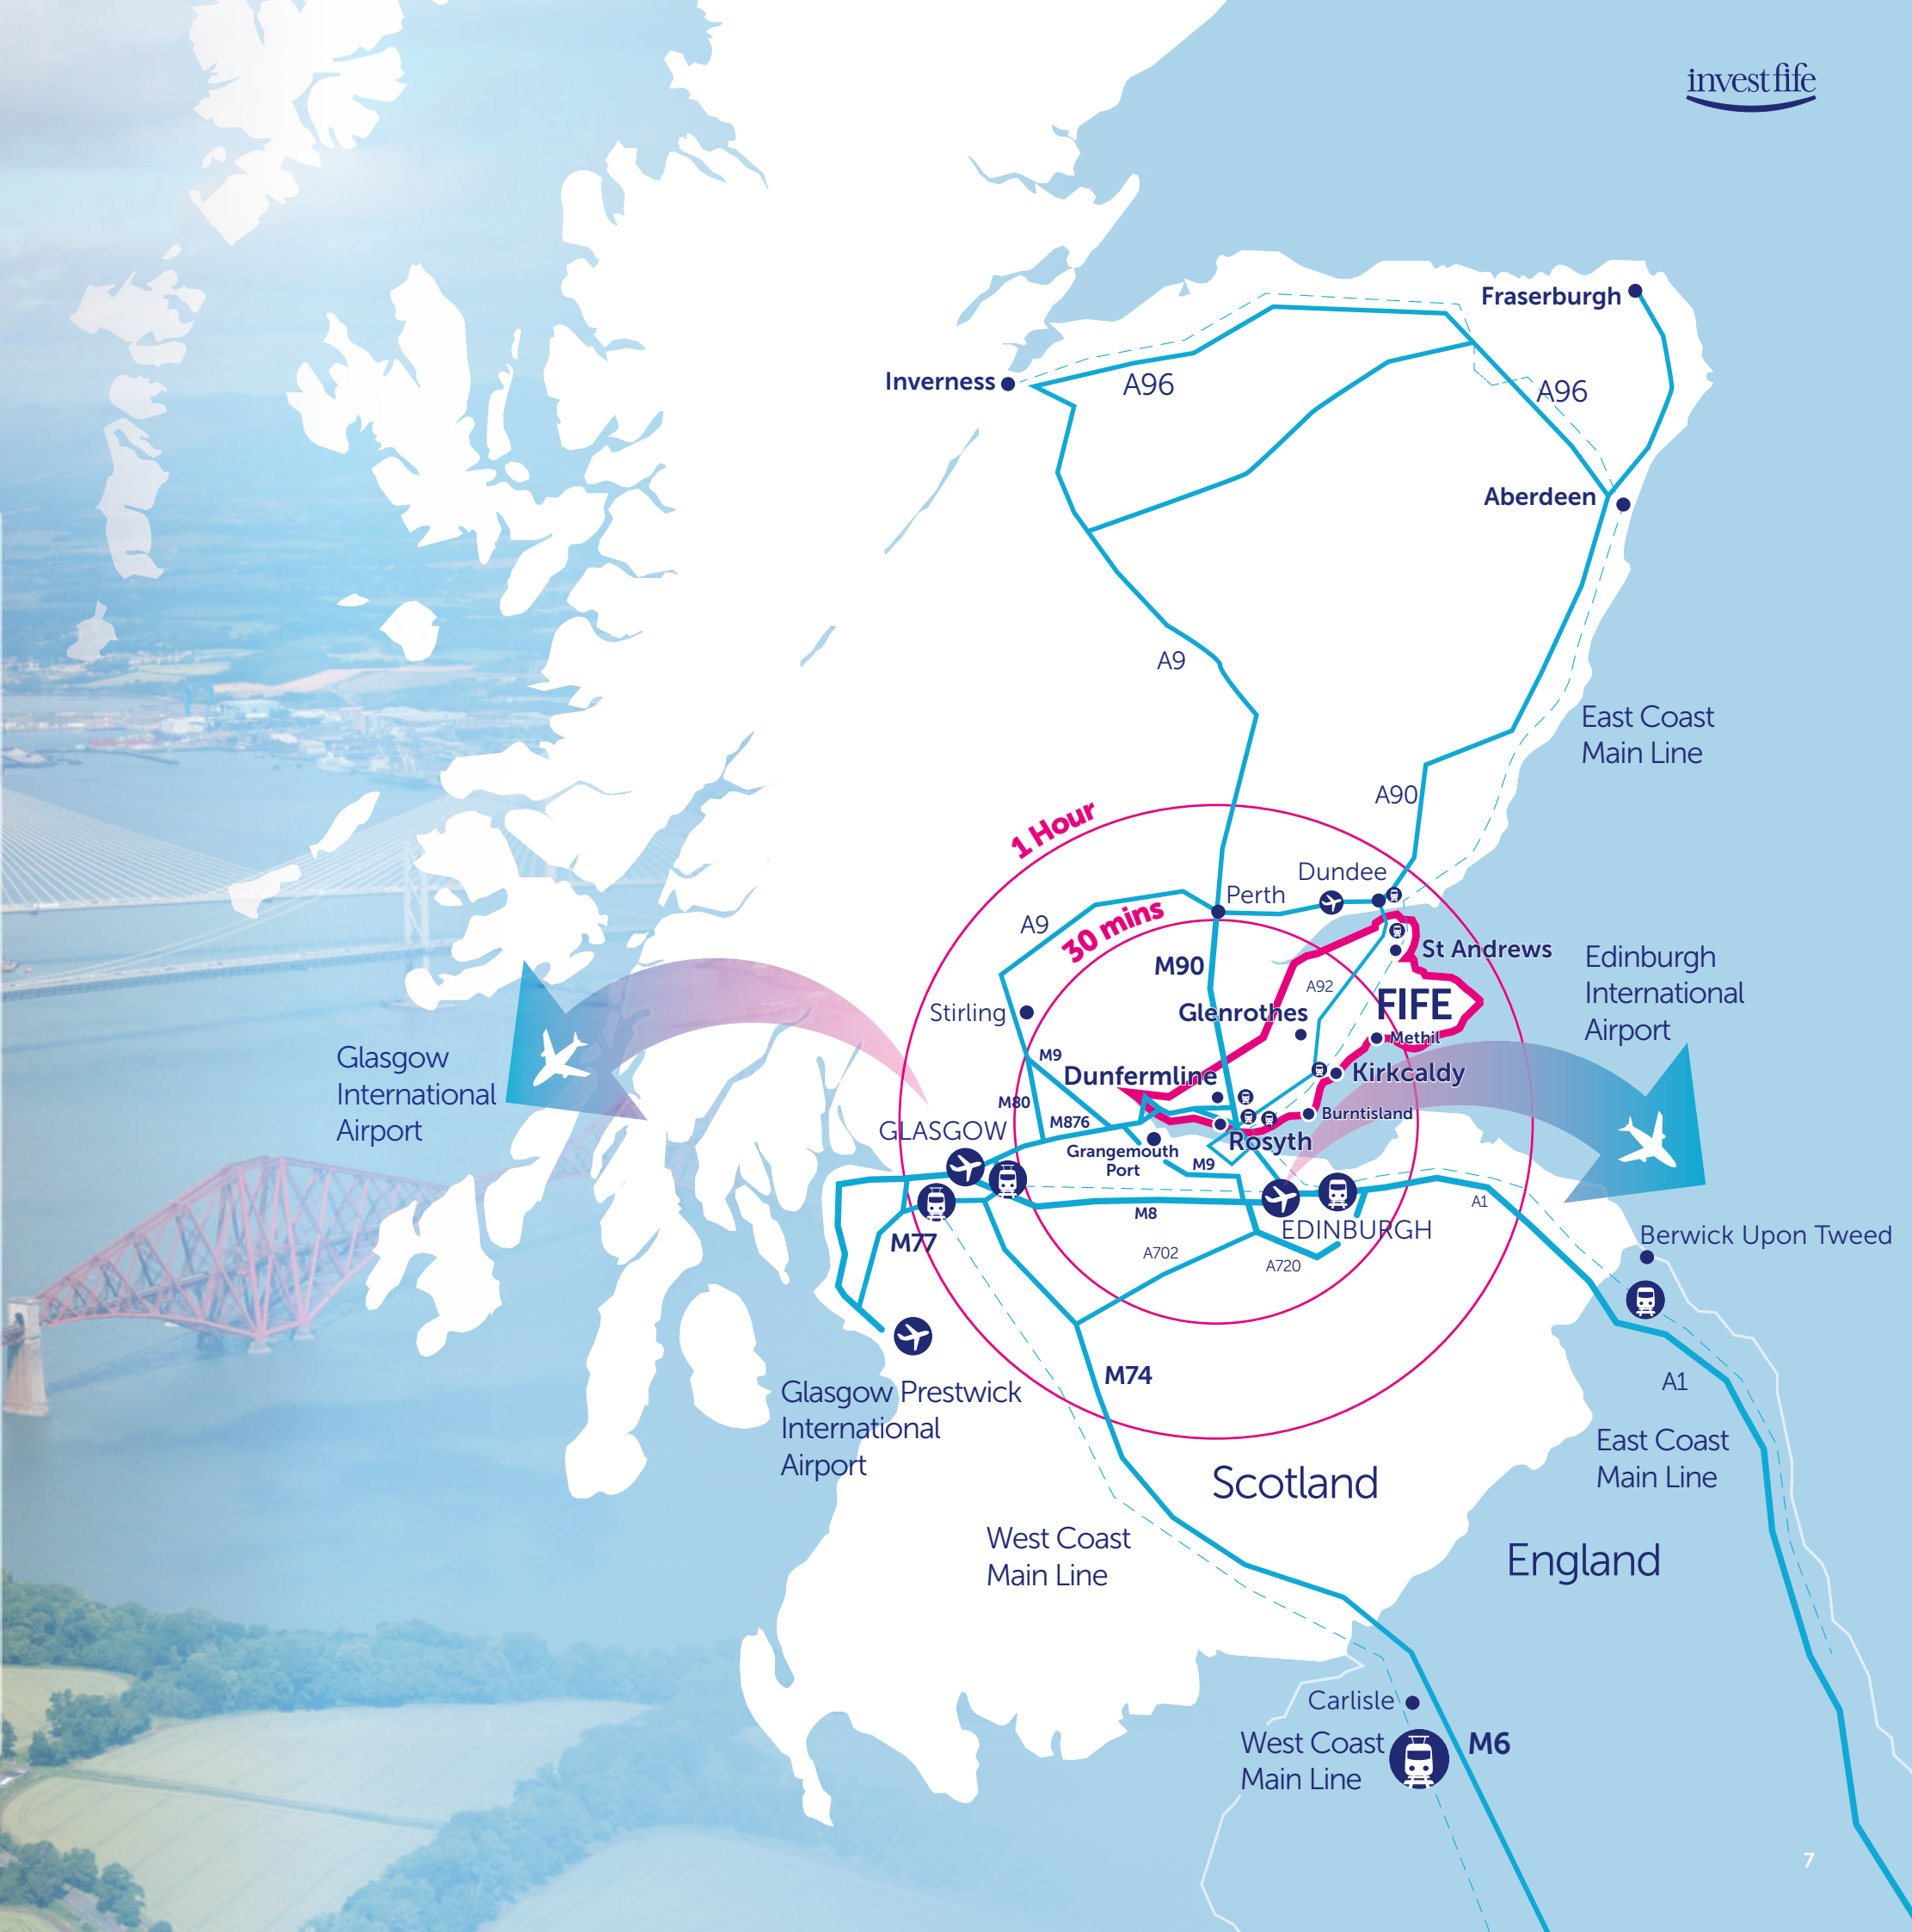 investfife
Fraserburgh
Inverness
A96
A96
Aberdeen
A9
East Coast
Main Line
A90
1 Hour
Dundee
Perth
A9
30 mins
M90
St Andrews
Edinburgh
International
Airport
A92
FIFE
Stirling
Glenrothes
Methil
Glasgow
International
Airport
M9
Dunfermline
Kirkcaldy
M80
M876
Burntisland
GLASGOW
Rosyth
Grangemouth
Port
M9
A1
M8
EDINBURGH
Berwick Upon Tweed
M77
A702
A720
M74
A1
Glasgow Prestwick
International
Airport
East Coast
Main Line
Scotland
West Coast
Main Line
England
Carlisle
West Coast
Main Line
M6
7